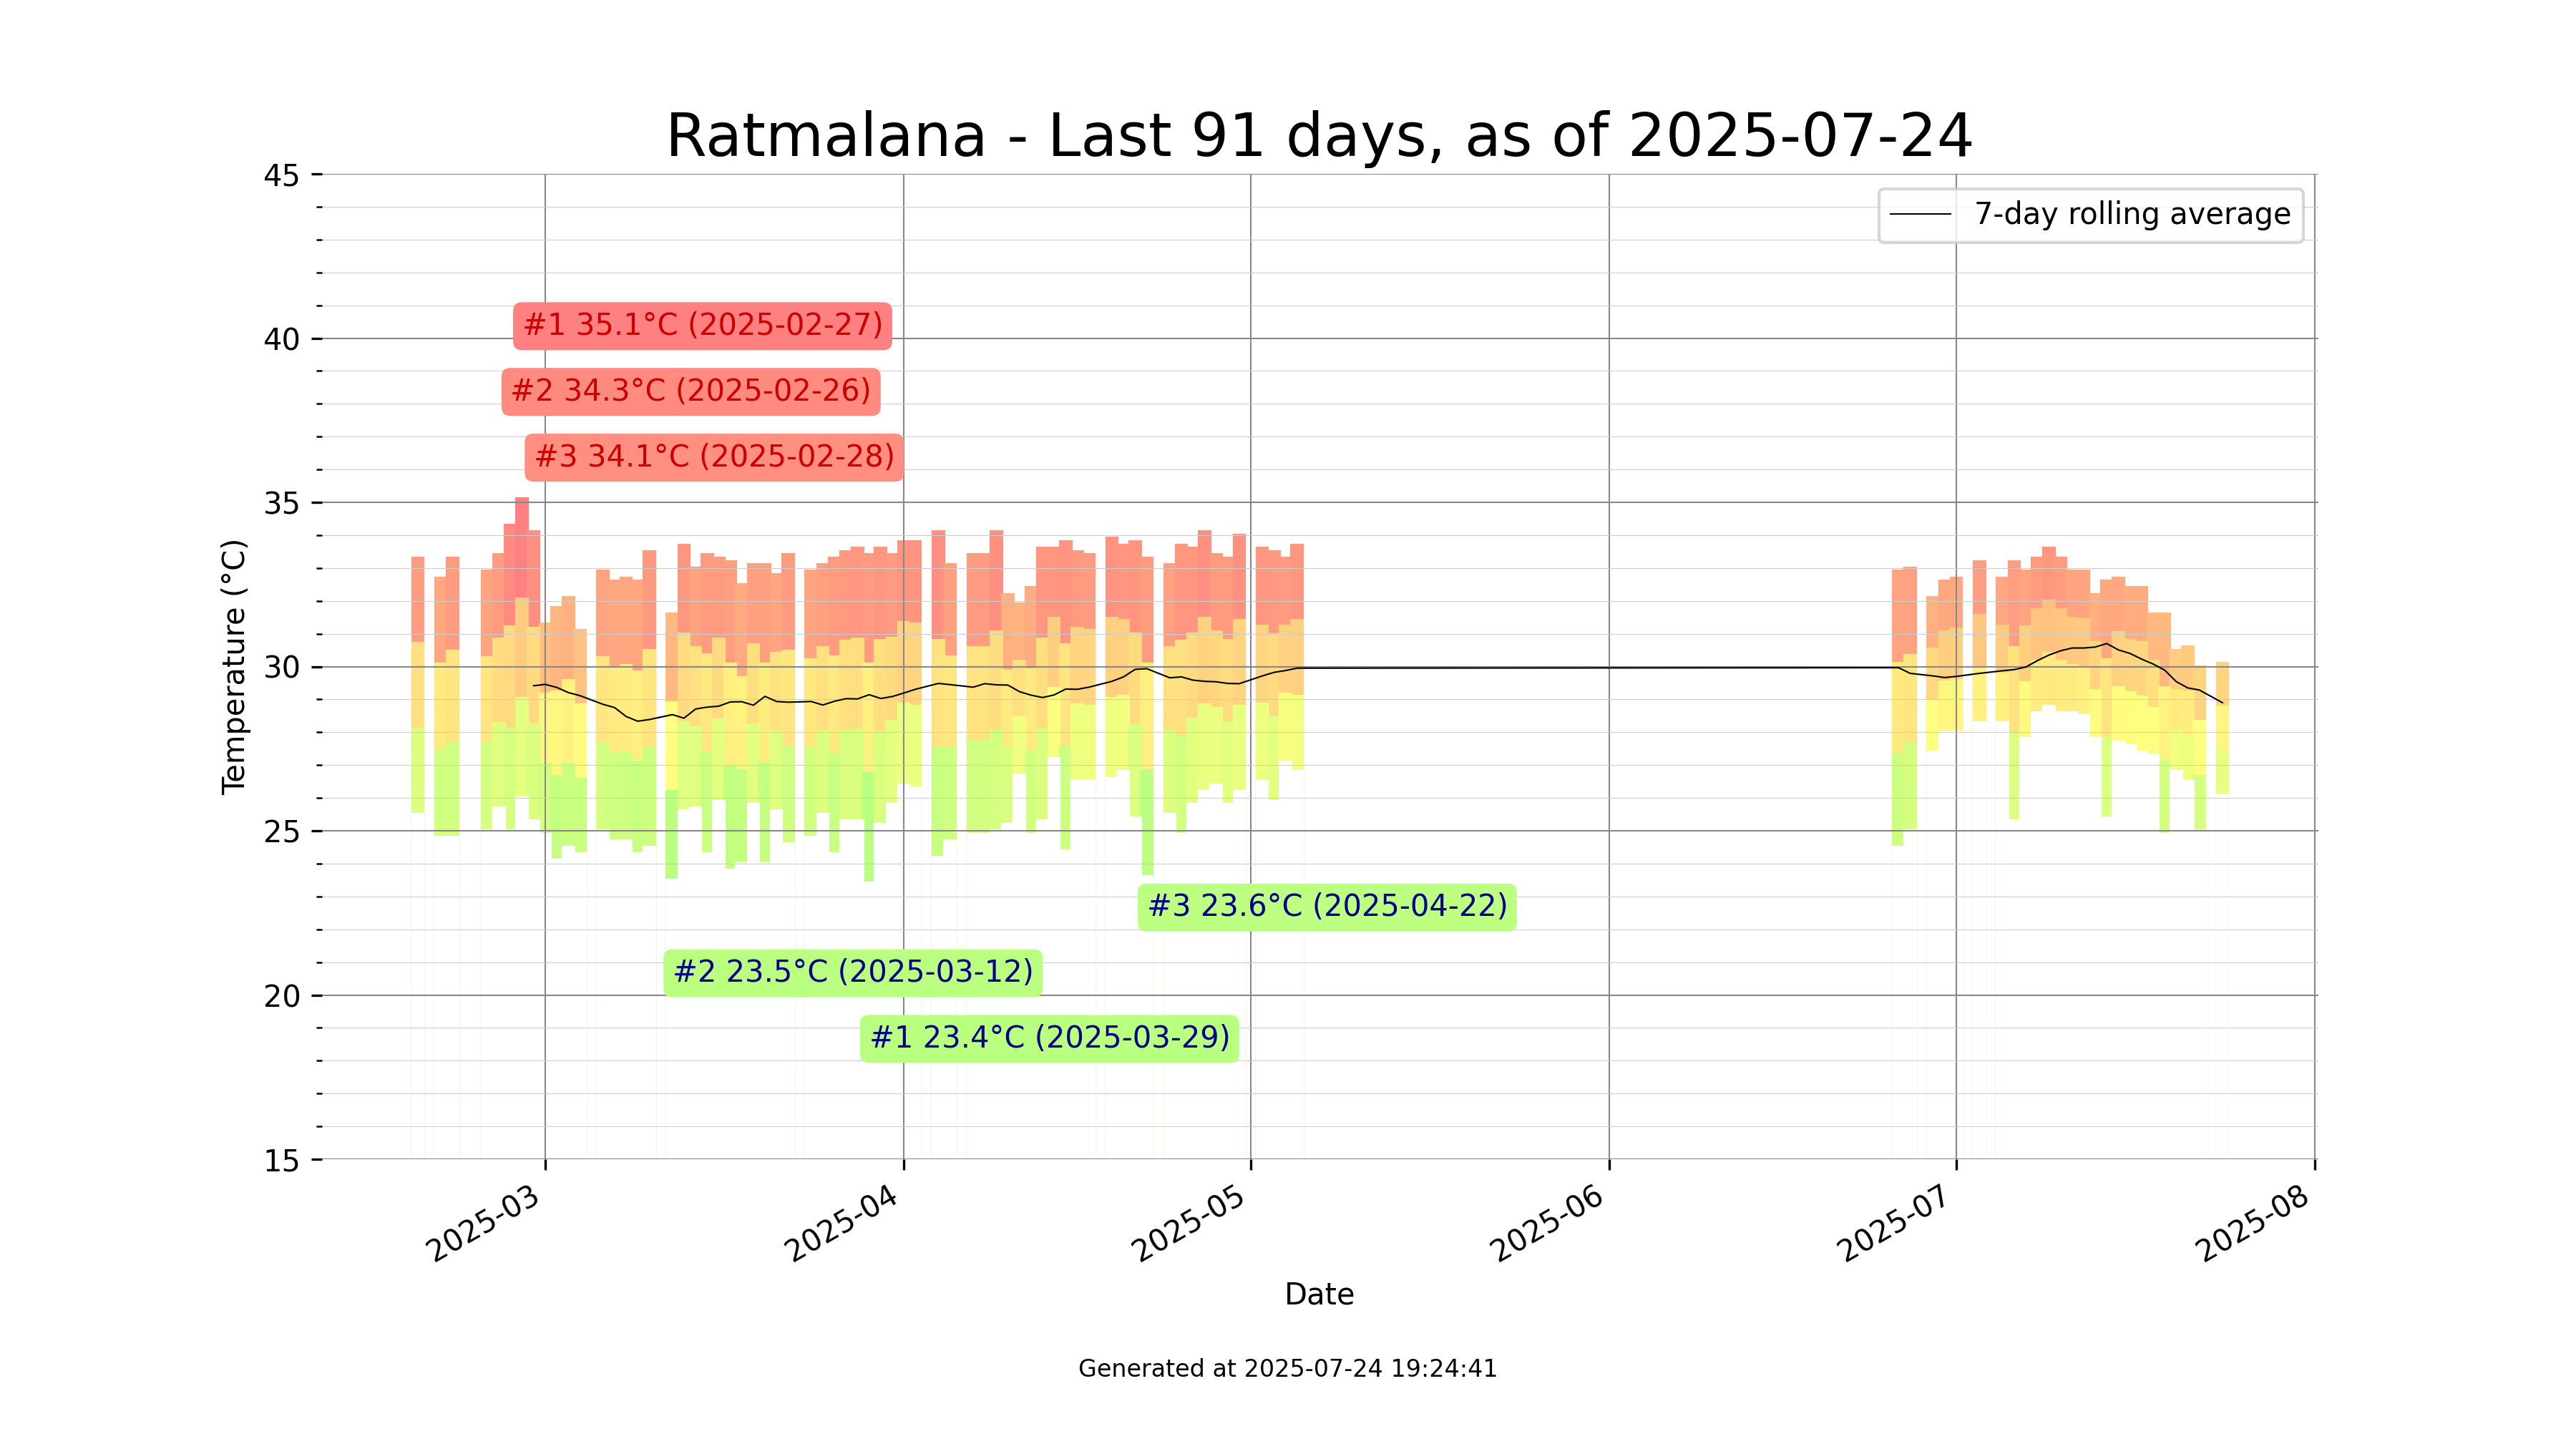 Ratmalana - Last 91 days, as of 2025-07-24
45
40
35
30
25
20
15
Temperature (°C)
7-day rolling average
#1 35.1°C (2025-02-27)
#2 34.3°C (2025-02-26)
#3 34.1°C (2025-02-28)
#3 23.6°C (2025-04-22)
#2 23.5°C (2025-03-12)
#1 23.4°C (2025-03-29)
2025-03
2025-04
2025-05
2025-06
2025-07
2025-08
Date
Generated at 2025-07-24 19:24:41